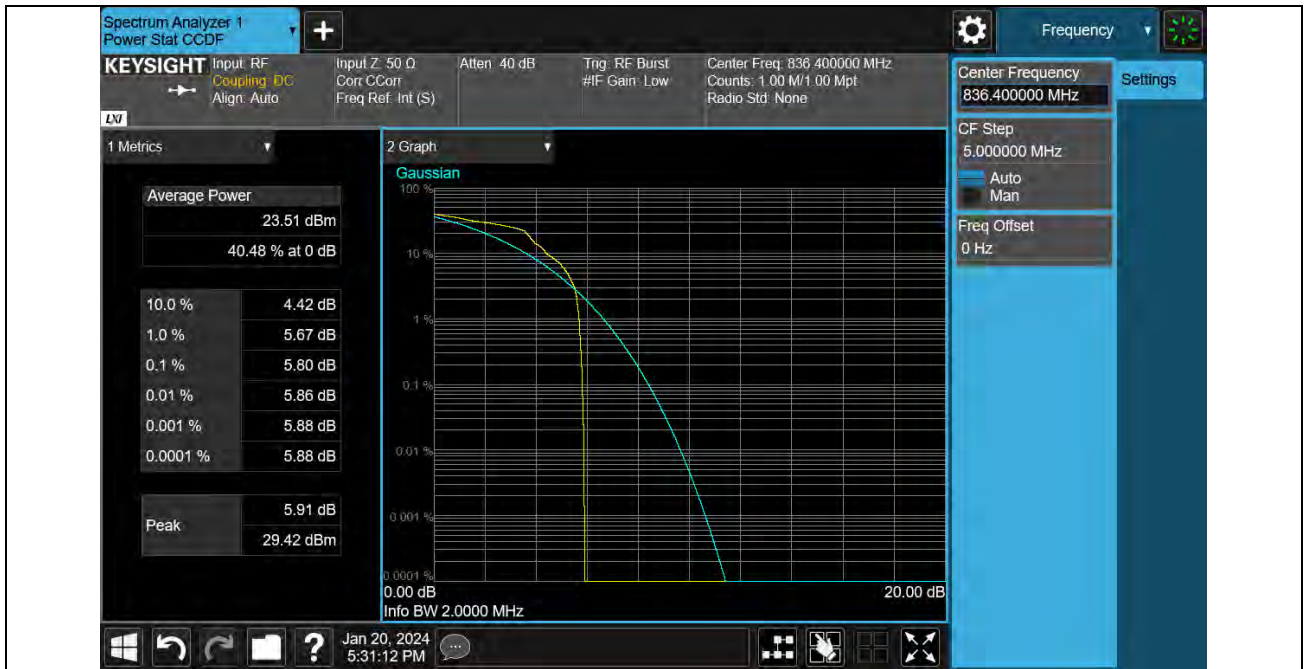 Spectrum Analyzer 1
Power Stat CCDF
Frequency
KEYSIGHT
Input: RF
Coupling: DC
Align: Auto
Input Z: 50 Ω
Corr CCorr
Freq Ref: Int (S)
Atten: 40 dB
Trig: RF Burst
#IF Gain: Low
Center Freq: 836.400000 MHz
Counts: 1.00 M/1.00 Mpt
Radio Std: None
LXI
Center Frequency
836.400000 MHz
Settings
CF Step
5.000000 MHz
Auto
Man
Freq Offset
0 Hz
1 Metrics
Average Power
23.51 dBm
40.48 % at 0 dB
10.0 % 4.42 dB
1.0 % 5.67 dB
0.1 % 5.80 dB
0.01 % 5.86 dB
0.001 % 5.88 dB
0.0001 % 5.88 dB
Peak
5.91 dB
29.42 dBm
2 Graph
Gaussian
100 %
10 %
1 %
0.1 %
0.01 %
0.001 %
0.0001 %
0.00 dB 20.00 dB
Info BW 2.0000 MHz
Jan 20, 2024
5:31:12 PM